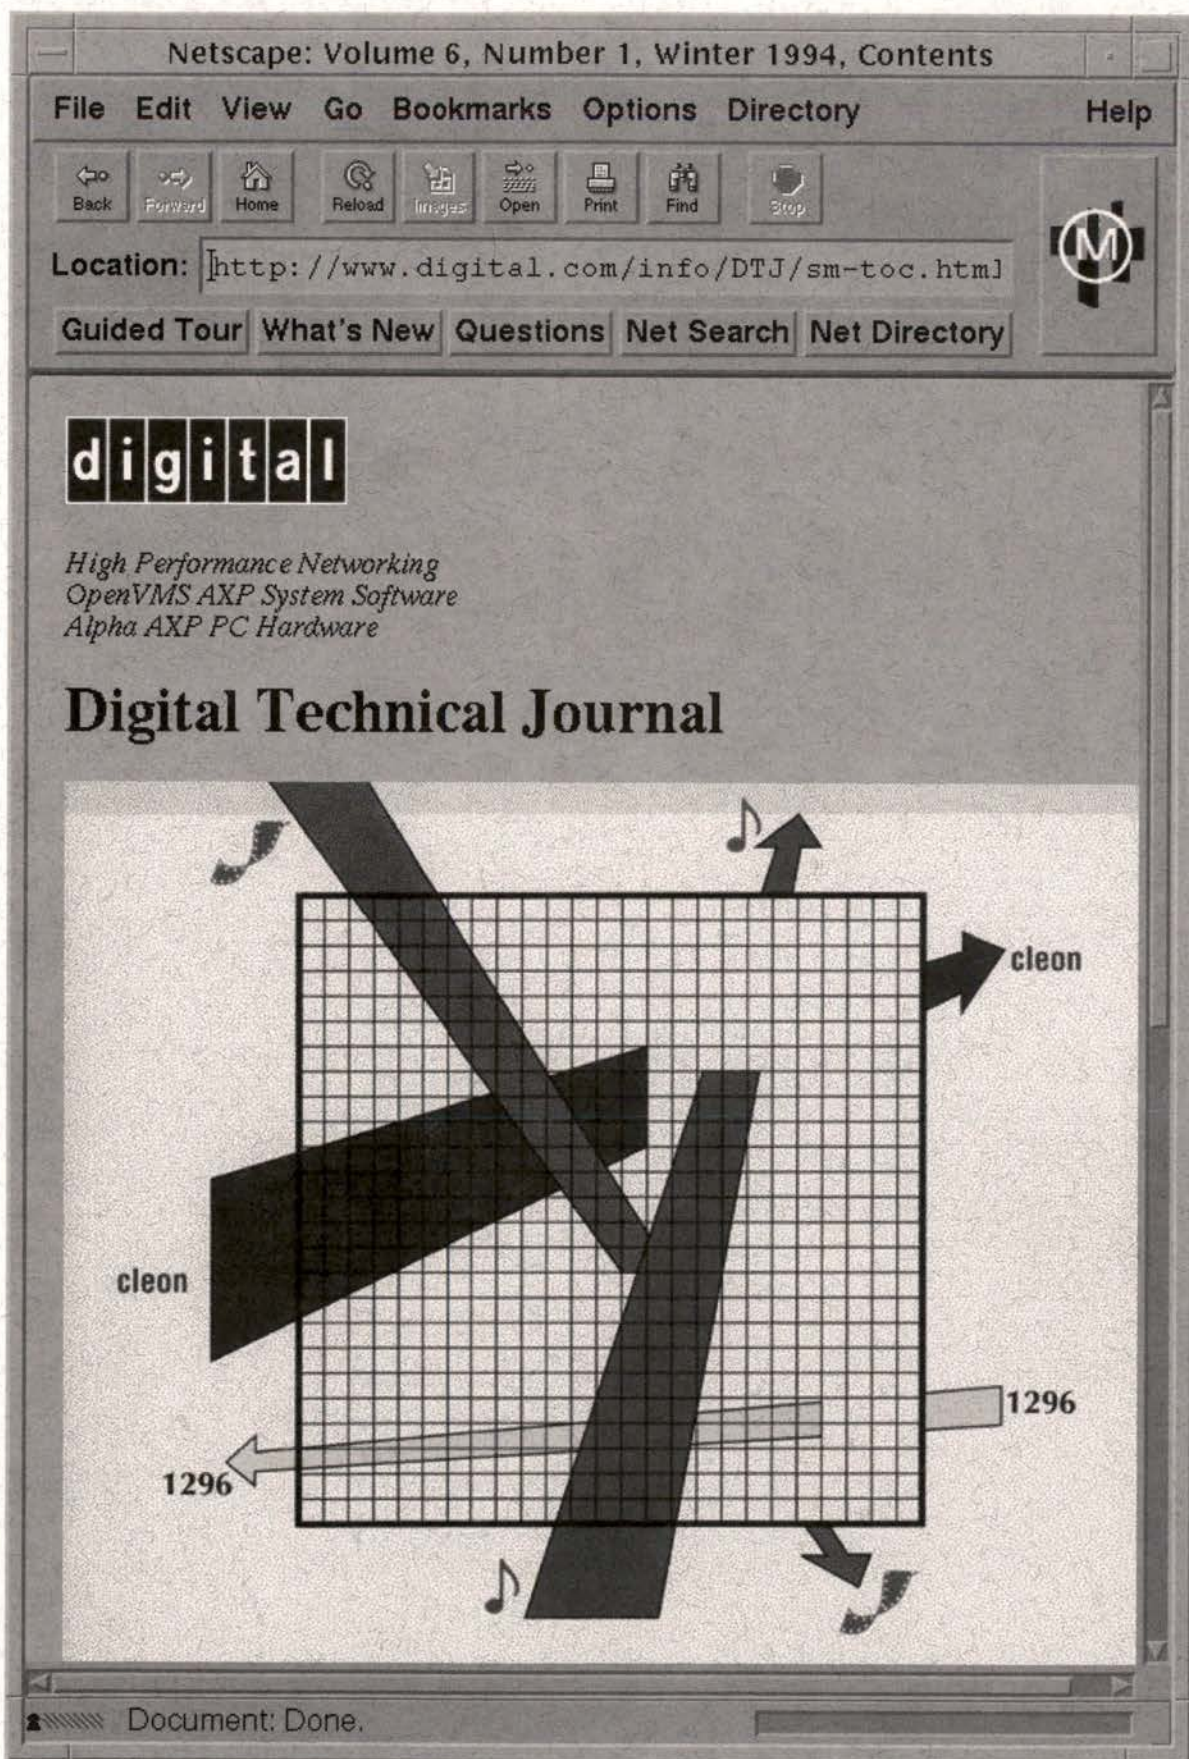 Netscape: Volume 6, Number 1, Winter 1994, Contents
File Edit View Go Bookmarks Options Directory Help
Back Forward Home Reload Images Open Print Find Stop
Location: http://www.digital.com/info/DTJ/sm-toc.html
M
Guided Tour What's New Questions Net Search Net Directory
digital
High Performance Networking
OpenVMS AXP System Software
Alpha AXP PC Hardware
Digital Technical Journal
cleon
cleon
1296
1296
Document: Done.